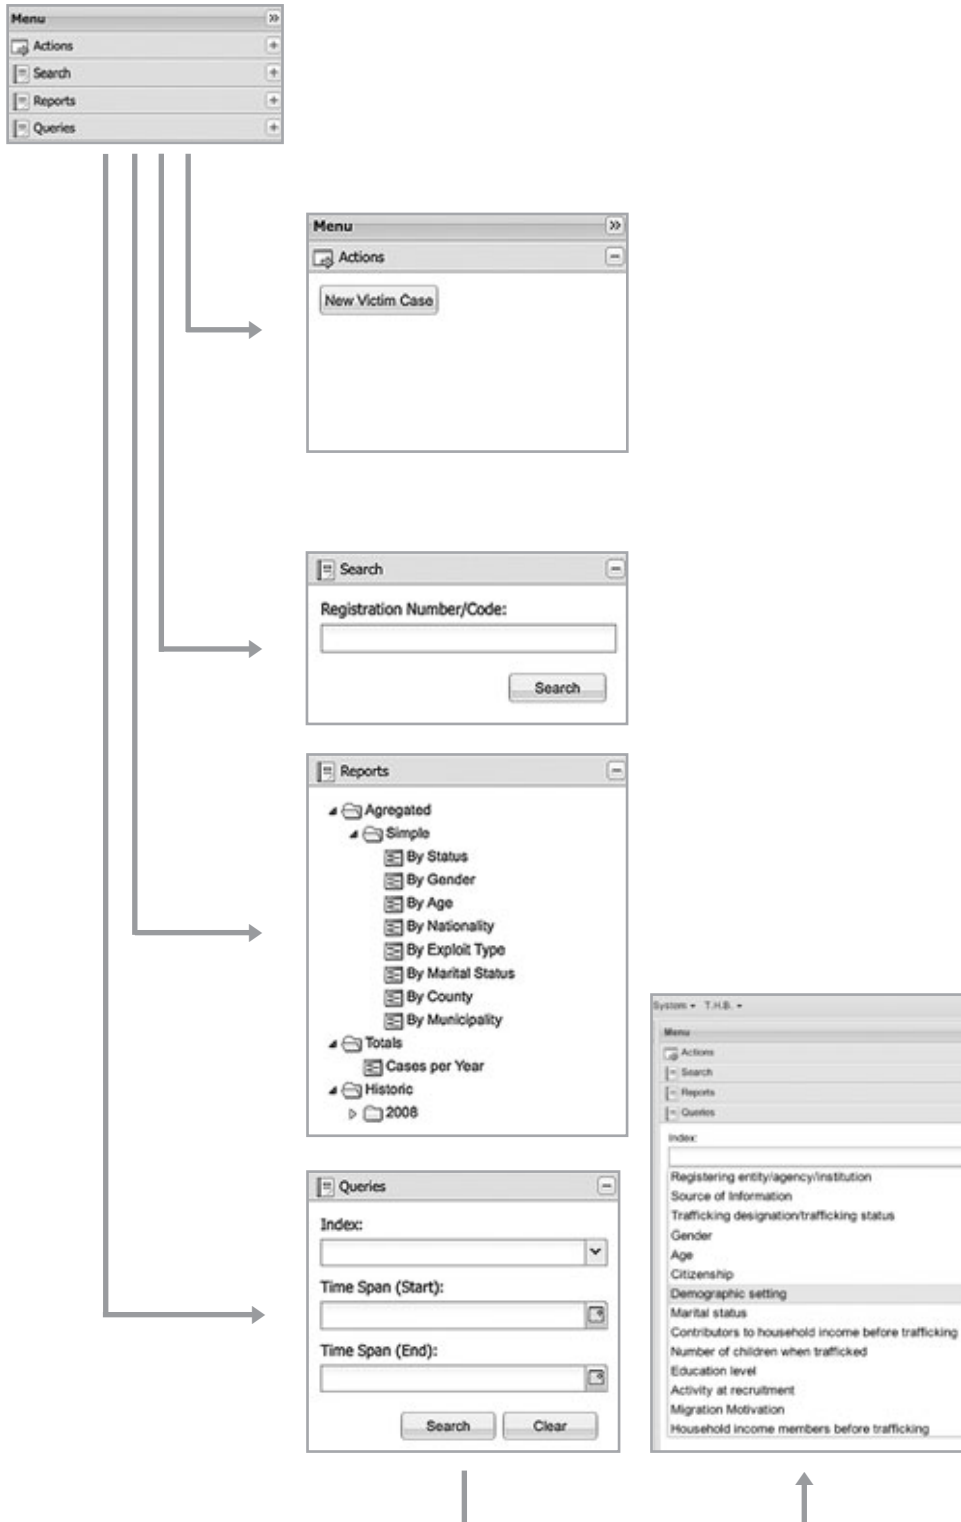 Menu
Actions
Search
Reports
Queries
Menu
Actions
New Victim Case
Search
Registration Number/Code:
Search
Reports
Agregated
Simple
By Status
By Gender
By Age
By Nationality
By Exploit Type
By Marital Status
By County
By Municipality
Totals
Cases per Year
Historic
2008
Queries
Index:
Time Span (Start):
Time Span (End):
Search Clear
System T.H.B.
Menu
Actions
Search
Reports
Queries
Index:
Registering entity/agency/institution
Source of Information
Trafficking designation/trafficking status
Gender
Age
Citizenship
Demographic setting
Marital status
Contributors to household income before trafficking
Number of children when trafficked
Education level
Activity at recruitment
Migration Motivation
Household income members before trafficking